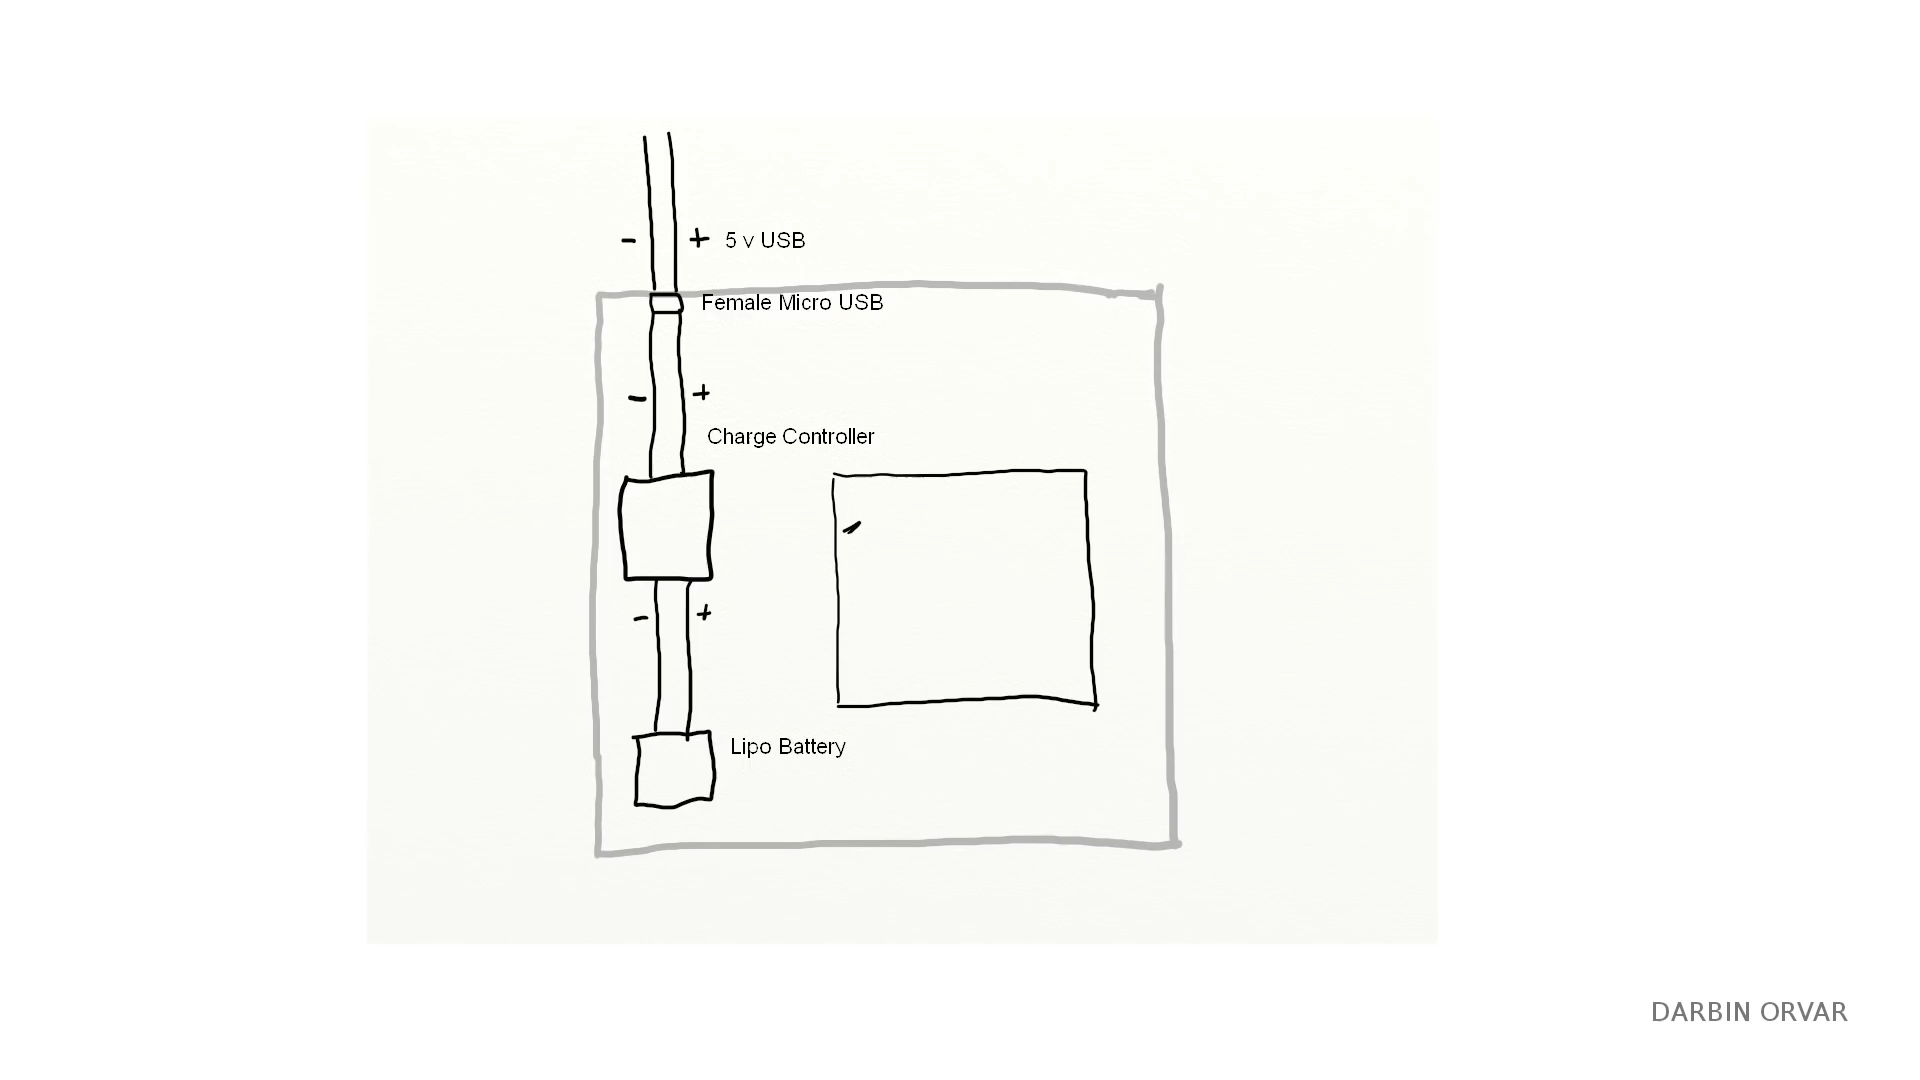 - + 5 v USB
Female Micro USB
- +
Charge Controller
- +
Lipo Battery
DARBIN ORVAR